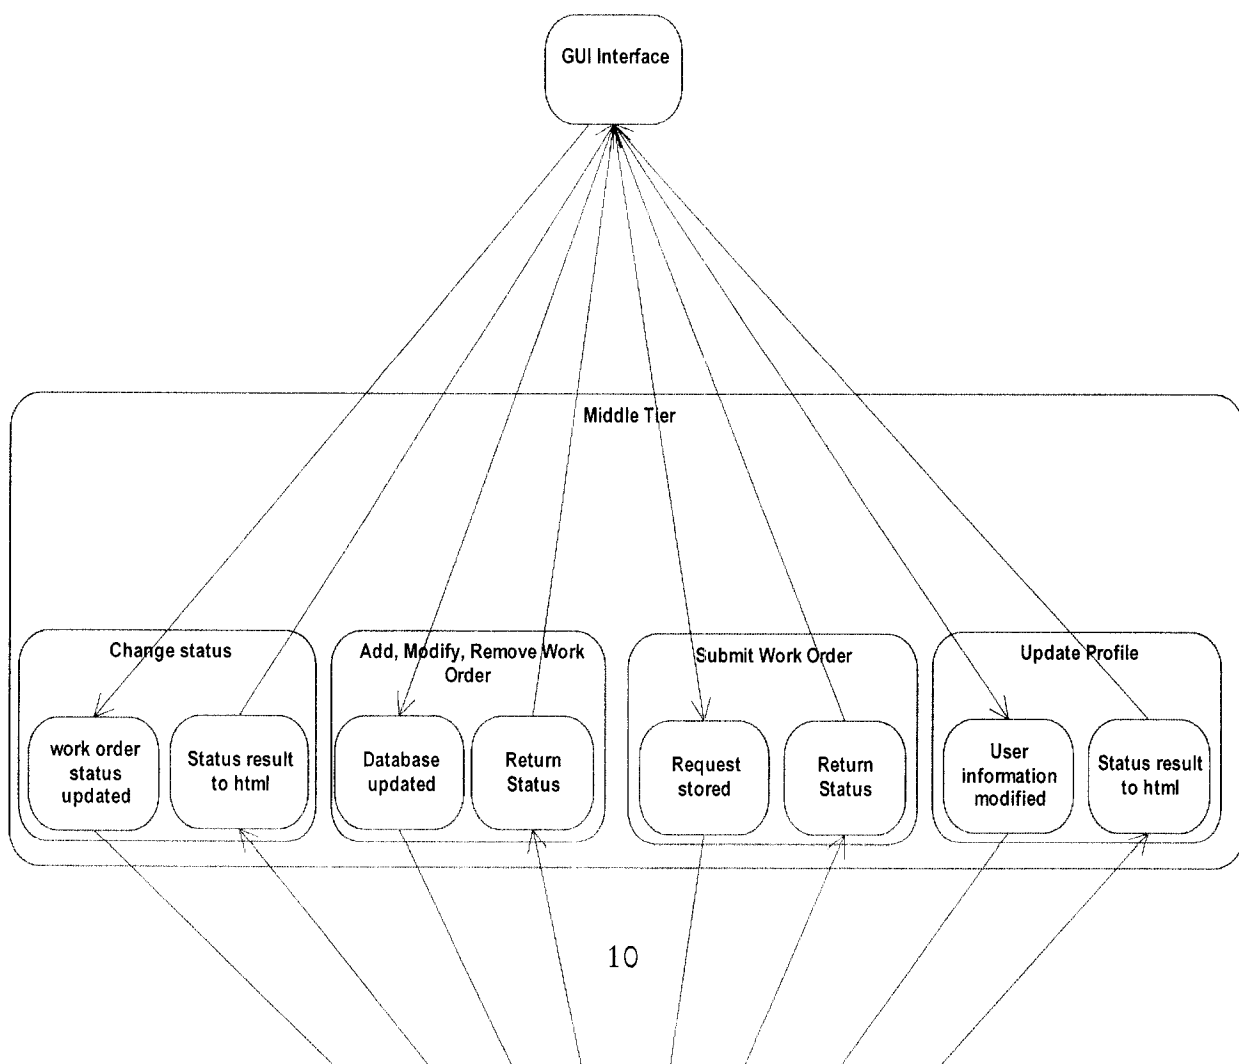 GUI Interface
Middle Tier
Change status
work order
status
updated
Status result
to html
Add, Modify, Remove Work
Order
Database
updated
Return
Status
Submit Work Order
Request
stored
Return
Status
Update Profile
User
information
modified
Status result
to html
10